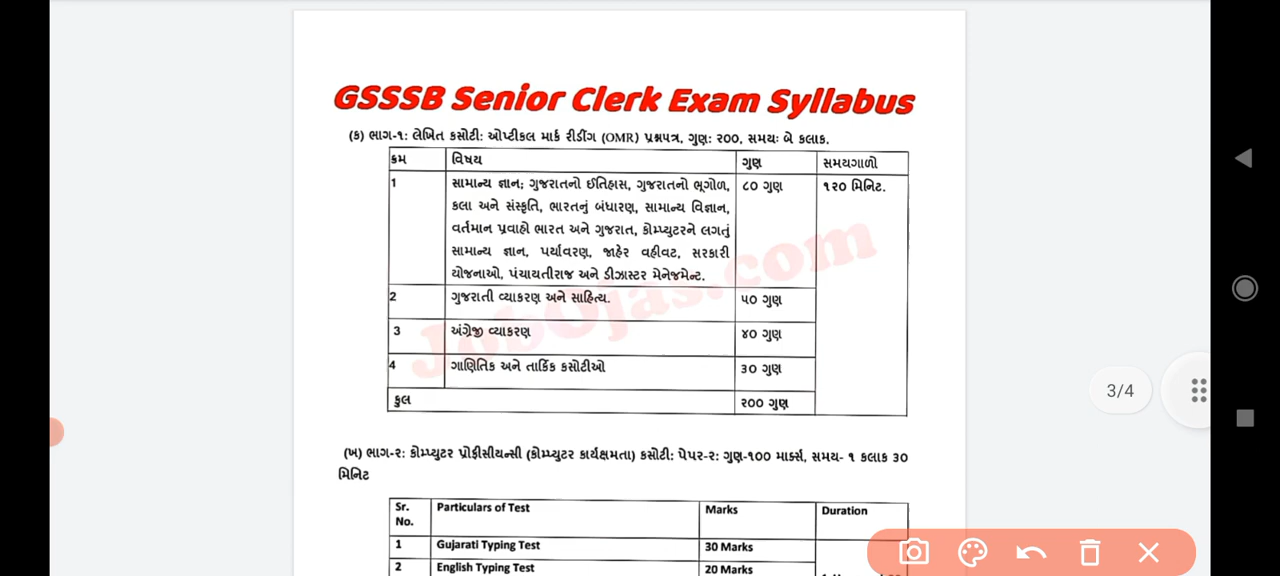 GSSSB Senior Clerk Exam Syllabus
(ક) ભાગ-૧: લેખિત કસોટી: ઓપ્ટીકલ માર્ક રીડીંગ (OMR) પ્રશ્નપત્ર, ગુણ: ૨૦૦, સમય: બે કલાક.
ક્રમ વિષય ગુણ સમયગાળો
1 સામાન્ય જ્ઞાન; ગુજરાતનો ઈતિહાસ, ગુજરાતનો ભૂગોળ, ૮૦ ગુણ ૧૨૦ મિનિટ.
કલા અને સંસ્કૃતિ, ભારતનું બંધારણ, સામાન્ય વિજ્ઞાન,
વર્તમાન પ્રવાહો ભારત અને ગુજરાત, કોમ્પ્યુટરને લગતું
સામાન્ય જ્ઞાન, પર્યાવરણ, જાહેર વહીવટ, સરકારી
યોજનાઓ, પંચાયતીરાજ અને ડીઝાસ્ટર મેનેજમેન્ટ.
2 ગુજરાતી વ્યાકરણ અને સાહિત્ય. ૫૦ ગુણ
3 અંગ્રેજી વ્યાકરણ ૪૦ ગુણ
4 ગાણિતિક અને તાર્કિક કસોટીઓ ૩૦ ગુણ
કુલ ૨૦૦ ગુણ
JobOjas.com
3/4
(ખ) ભાગ-૨: કોમ્પ્યુટર પ્રોફીસીયન્સી (કોમ્પ્યુટર કાર્યક્ષમતા) કસોટી: પેપર-૨: ગુણ-૧૦૦ માર્ક્સ, સમય- ૧ કલાક ૩૦
મિનિટ
Sr. Particulars of Test Marks Duration
No.
1 Gujarati Typing Test 30 Marks
2 English Typing Test 20 Marks